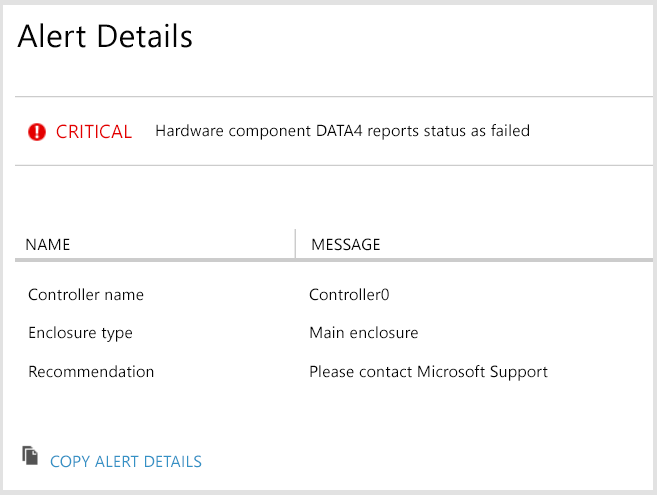 Alert Details
CRITICAL Hardware component DATA4 reports status as failed
NAME MESSAGE
Controller name Controller0
Enclosure type Main enclosure
Recommendation Please contact Microsoft Support
COPY ALERT DETAILS